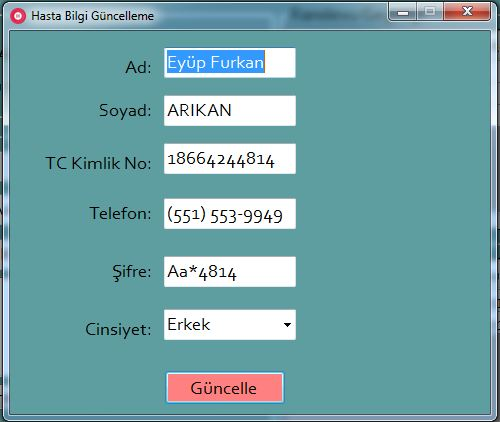 Hasta Bilgi Güncelleme
Ad: Eyüp Furkan
Soyad: ARIKAN
TC Kimlik No: 18664244814
Telefon: (551) 553-9949
Şifre: Aa*4814
Cinsiyet: Erkek
Güncelle